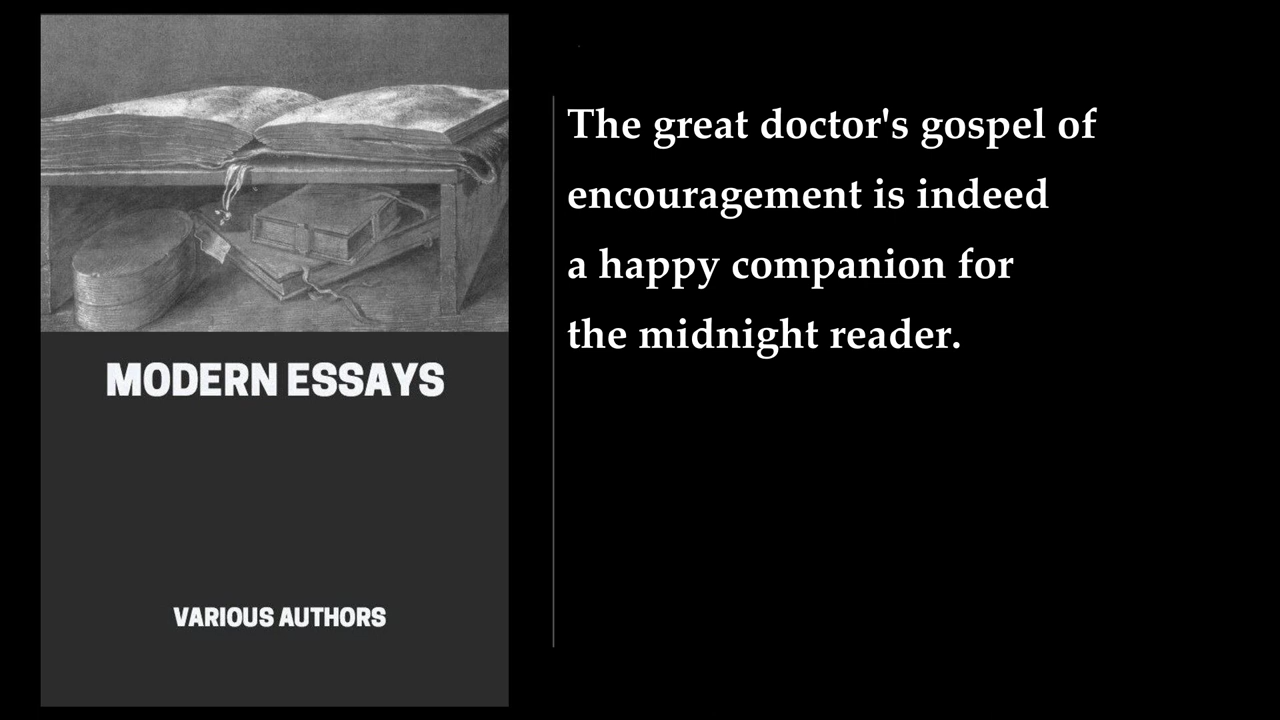 MODERN ESSAYS
VARIOUS AUTHORS
The great doctor's gospel of
encouragement is indeed
a happy companion for
the midnight reader.